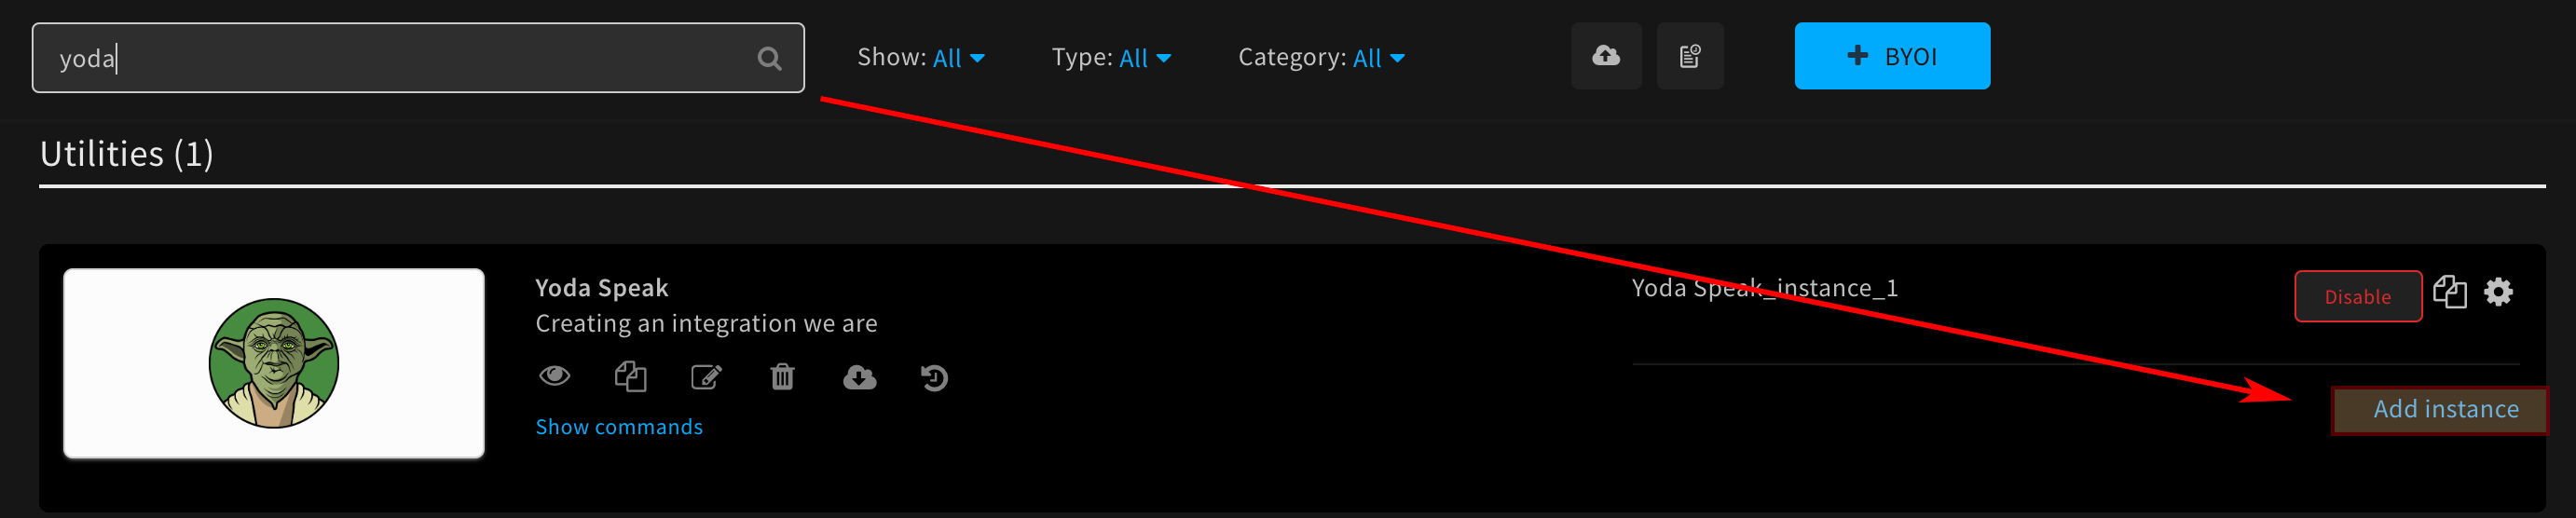 yoda
Show: All
Type: All
Category: All
+ BYOI
Utilities (1)
Yoda Speak
Creating an integration we are
Show commands
Yoda Speak_instance_1
Disable
Add instance